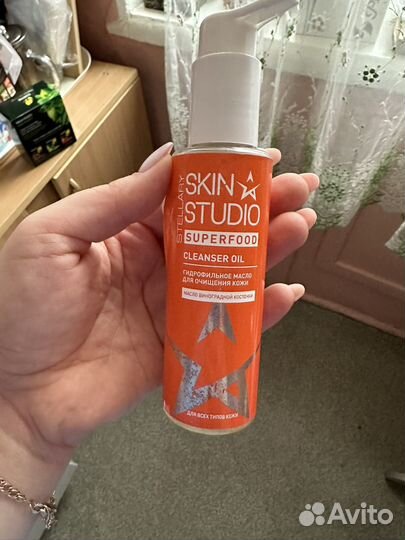 STELLARY
SKIN
STUDIO
SUPERFOOD
CLEANSER OIL
ГИДРОФИЛЬНОЕ МАСЛО
ДЛЯ ОЧИЩЕНИЯ КОЖИ
МАСЛО ВИНОГРАДНОЙ КОСТОЧКИ
ДЛЯ ВСЕХ ТИПОВ КОЖИ
Avito